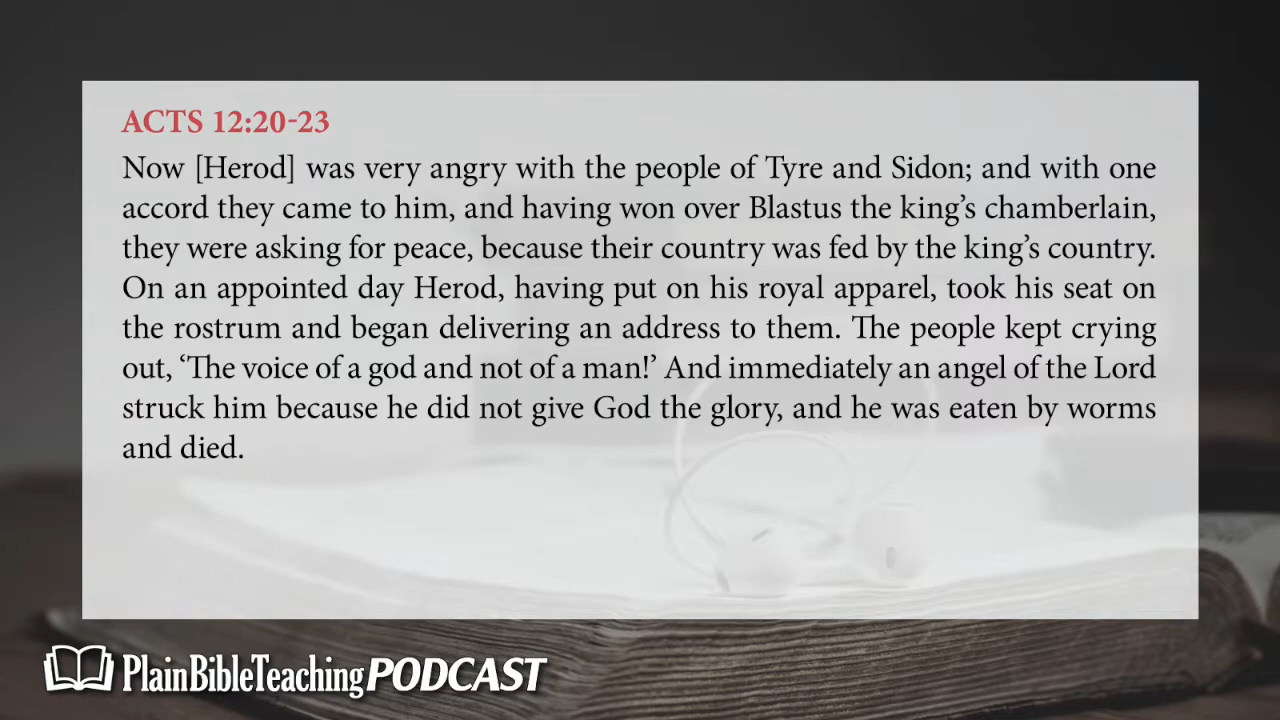 ACTS 12:20-23
Now [Herod] was very angry with the people of Tyre and Sidon; and with one
accord they came to him, and having won over Blastus the king’s chamberlain,
they were asking for peace, because their country was fed by the king’s country.
On an appointed day Herod, having put on his royal apparel, took his seat on
the rostrum and began delivering an address to them. The people kept crying
out, ‘The voice of a god and not of a man!’ And immediately an angel of the Lord
struck him because he did not give God the glory, and he was eaten by worms
and died.
PlainBibleTeaching PODCAST